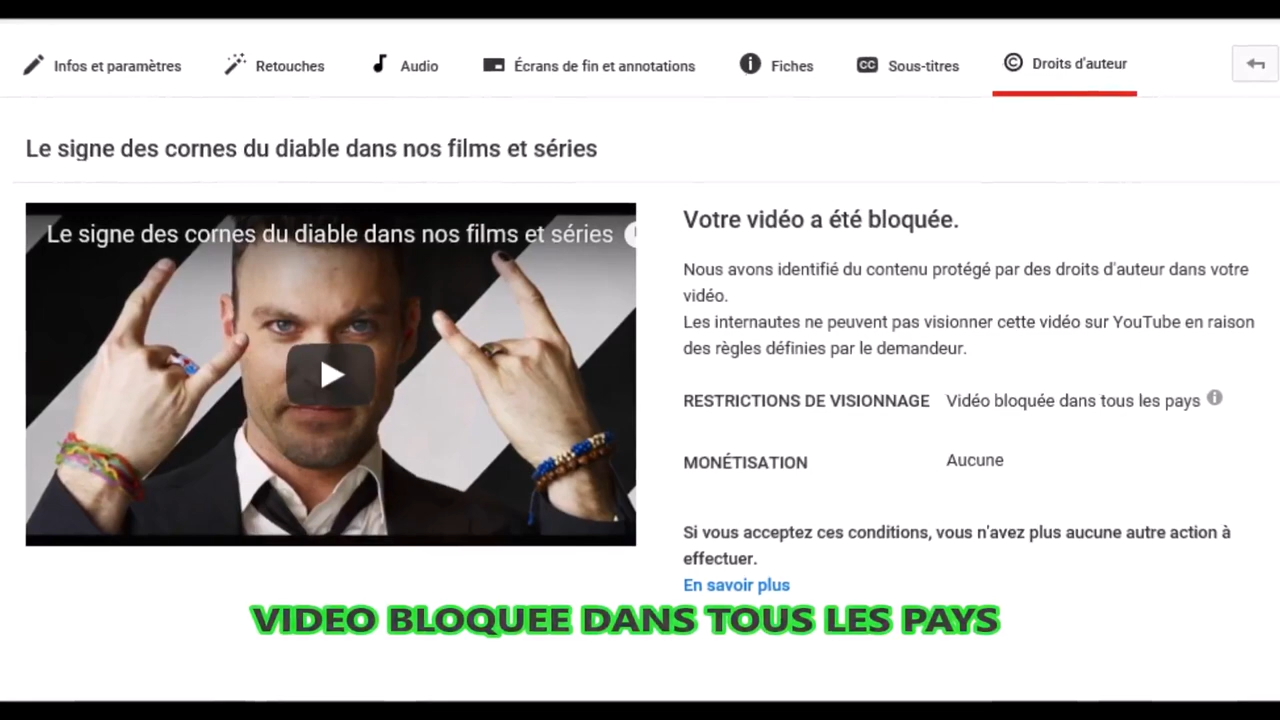 Infos et paramètres
Retouches
Audio
Écrans de fin et annotations
Fiches
CC
Sous-titres
©
Droits d'auteur
Le signe des cornes du diable dans nos films et séries
Le signe des cornes du diable dans nos films et séries
Votre vidéo a été bloquée.
Nous avons identifié du contenu protégé par des droits d'auteur dans votre
vidéo.
Les internautes ne peuvent pas visionner cette vidéo sur YouTube en raison
des règles définies par le demandeur.
RESTRICTIONS DE VISIONNAGE Vidéo bloquée dans tous les pays
MONÉTISATION Aucune
Si vous acceptez ces conditions, vous n'avez plus aucune autre action à
effectuer.
En savoir plus
VIDEO BLOQUEE DANS TOUS LES PAYS